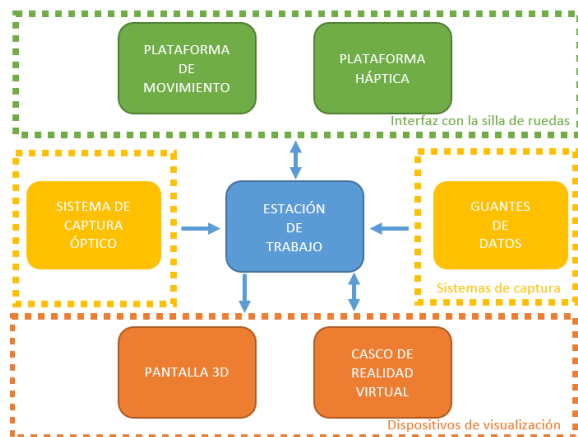 PLATAFORMA
DE
MOVIMIENTO
PLATAFORMA
HÁPTICA
Interfaz con la silla de ruedas
SISTEMA DE
CAPTURA
ÓPTICO
ESTACIÓN
DE
TRABAJO
GUANTES
DE
DATOS
Sistemas de captura
PANTALLA 3D
CASCO DE
REALIDAD
VIRTUAL
Dispositivos de visualización